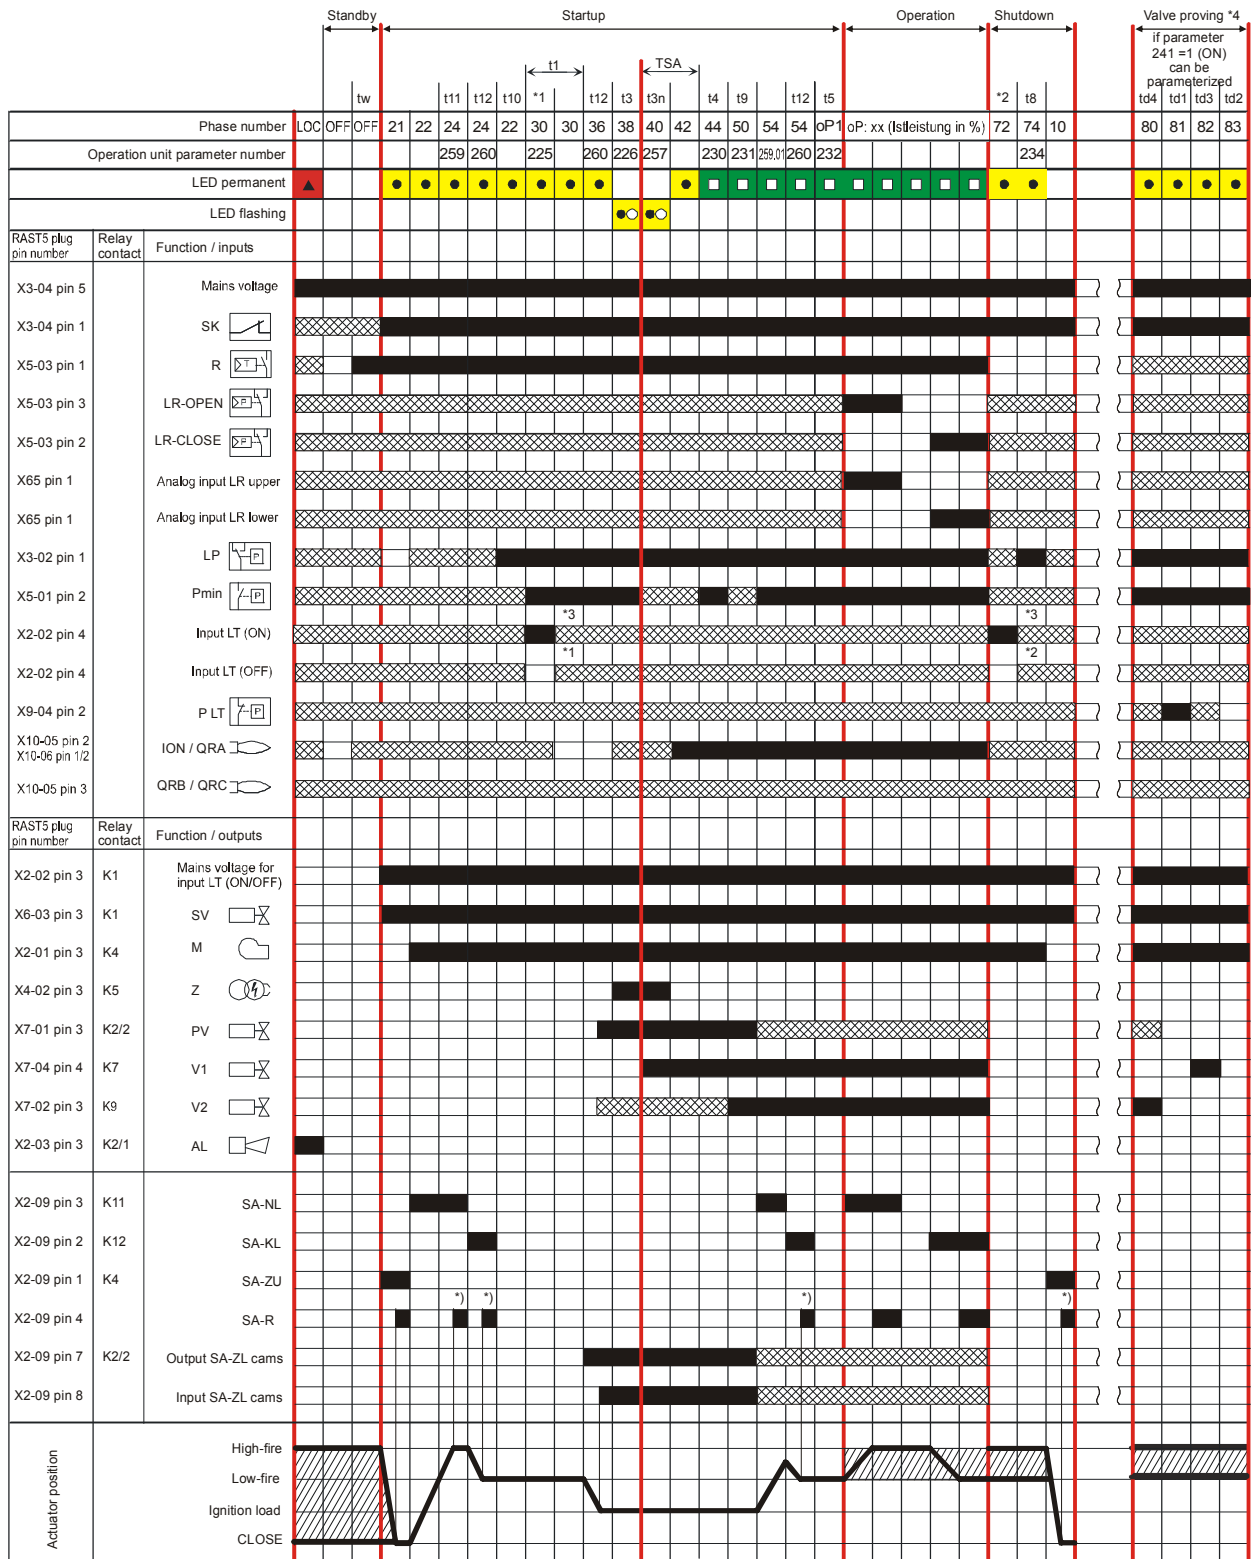 Standby Startup Operation Shutdown Valve proving *4
if parameter
241 =1 (ON)
can be
parameterized
t1 TSA
tw t11 t12 t10 *1 t12 t3 t3n t4 t9 t12 t5 *2 t8 td4 td1 td3 td2
Phase number LOC OFF OFF 21 22 24 24 22 30 30 36 38 40 42 44 50 54 54 oP1 oP: xx (Istleistung in %) 72 74 10 80 81 82 83
Operation unit parameter number 259 260 225 260 226 257 230 231 259.01 260 232 234
LED permanent
LED flashing
RAST5 plug
pin number
Relay
contact
Function / inputs
X3-04 pin 5 Mains voltage
X3-04 pin 1 SK
X5-03 pin 1 R T
X5-03 pin 3 LR-OPEN P
X5-03 pin 2 LR-CLOSE P
X65 pin 1 Analog input LR upper
X65 pin 1 Analog input LR lower
X3-02 pin 1 LP P
X5-01 pin 2 Pmin P
*3 *3
X2-02 pin 4 Input LT (ON)
*1 *2
X2-02 pin 4 Input LT (OFF)
X9-04 pin 2 P LT P
X10-05 pin 2
X10-06 pin 1/2
ION / QRA
X10-05 pin 3 QRB / QRC
RAST5 plug
pin number
Relay
contact
Function / outputs
X2-02 pin 3 K1 Mains voltage for
input LT (ON/OFF)
X6-03 pin 3 K1 SV
X2-01 pin 3 K4 M
X4-02 pin 3 K5 Z
X7-01 pin 3 K2/2 PV
X7-04 pin 4 K7 V1
X7-02 pin 3 K9 V2
X2-03 pin 3 K2/1 AL
X2-09 pin 3 K11 SA-NL
X2-09 pin 2 K12 SA-KL
X2-09 pin 1 K4 SA-ZU
*) *) *) *)
X2-09 pin 4 SA-R
X2-09 pin 7 K2/2 Output SA-ZL cams
X2-09 pin 8 Input SA-ZL cams
Actuator position
High-fire
Low-fire
Ignition load
CLOSE